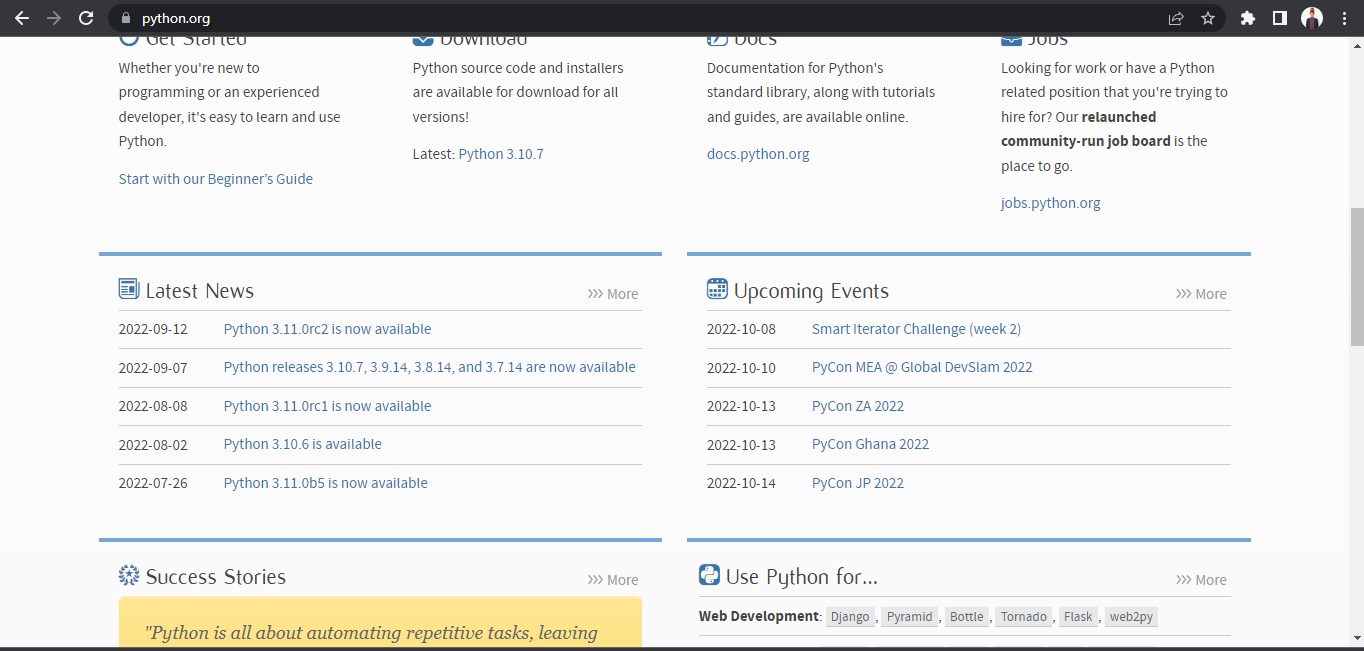 python.org
Get Started
Whether you're new to
programming or an experienced
developer, it's easy to learn and use
Python.
Start with our Beginner's Guide
Download
Python source code and installers
are available for download for all
versions!
Latest: Python 3.10.7
Docs
Documentation for Python's
standard library, along with tutorials
and guides, are available online.
docs.python.org
Jobs
Looking for work or have a Python
related position that you're trying to
hire for? Our relaunched
community-run job board is the
place to go.
jobs.python.org
Latest News
>>> More
2022-09-12 Python 3.11.0rc2 is now available
2022-09-07 Python releases 3.10.7, 3.9.14, 3.8.14, and 3.7.14 are now available
2022-08-08 Python 3.11.0rc1 is now available
2022-08-02 Python 3.10.6 is available
2022-07-26 Python 3.11.0b5 is now available
Upcoming Events
>>> More
2022-10-08 Smart Iterator Challenge (week 2)
2022-10-10 PyCon MEA @ Global DevSlam 2022
2022-10-13 PyCon ZA 2022
2022-10-13 PyCon Ghana 2022
2022-10-14 PyCon JP 2022
Success Stories
>>> More
"Python is all about automating repetitive tasks, leaving
Use Python for...
>>> More
Web Development: Django, Pyramid, Bottle, Tornado, Flask, web2py